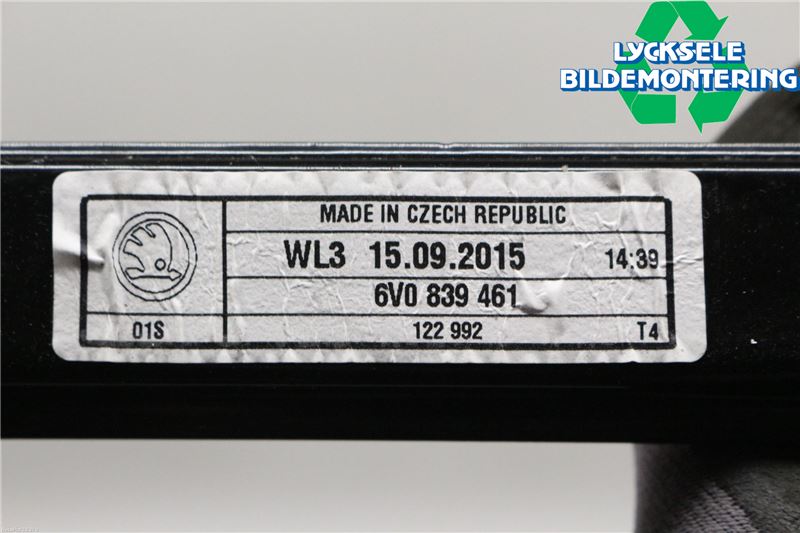 LYCKSELE
BILDEMONTERING
MADE IN CZECH REPUBLIC
WL3 15.09.2015 14:39
6V0 839 461
01S 122 992 T4